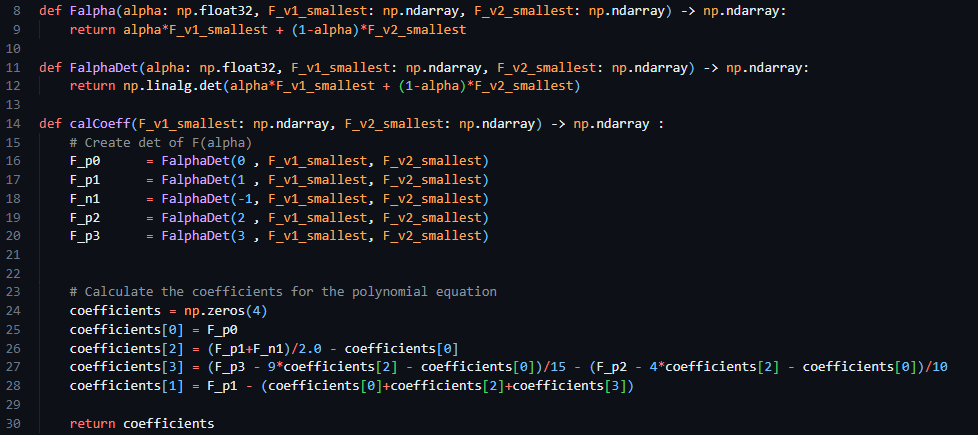 8 def Falpha(alpha: np.float32, F_v1_smallest: np.ndarray, F_v2_smallest: np.ndarray) -> np.ndarray:
9     return alpha*F_v1_smallest + (1-alpha)*F_v2_smallest
10
11 def FalphaDet(alpha: np.float32, F_v1_smallest: np.ndarray, F_v2_smallest: np.ndarray) -> np.ndarray:
12     return np.linalg.det(alpha*F_v1_smallest + (1-alpha)*F_v2_smallest)
13
14 def calCoeff(F_v1_smallest: np.ndarray, F_v2_smallest: np.ndarray) -> np.ndarray :
15     # Create det of F(alpha)
16     F_p0      = FalphaDet(0 , F_v1_smallest, F_v2_smallest)
17     F_p1      = FalphaDet(1 , F_v1_smallest, F_v2_smallest)
18     F_n1      = FalphaDet(-1, F_v1_smallest, F_v2_smallest)
19     F_p2      = FalphaDet(2 , F_v1_smallest, F_v2_smallest)
20     F_p3      = FalphaDet(3 , F_v1_smallest, F_v2_smallest)
21
22
23     # Calculate the coefficients for the polynomial equation
24     coefficients = np.zeros(4)
25     coefficients[0] = F_p0
26     coefficients[2] = (F_p1+F_n1)/2.0 - coefficients[0]
27     coefficients[3] = (F_p3 - 9*coefficients[2] - coefficients[0])/15 - (F_p2 - 4*coefficients[2] - coefficients[0])/10
28     coefficients[1] = F_p1 - (coefficients[0]+coefficients[2]+coefficients[3])
29
30     return coefficients